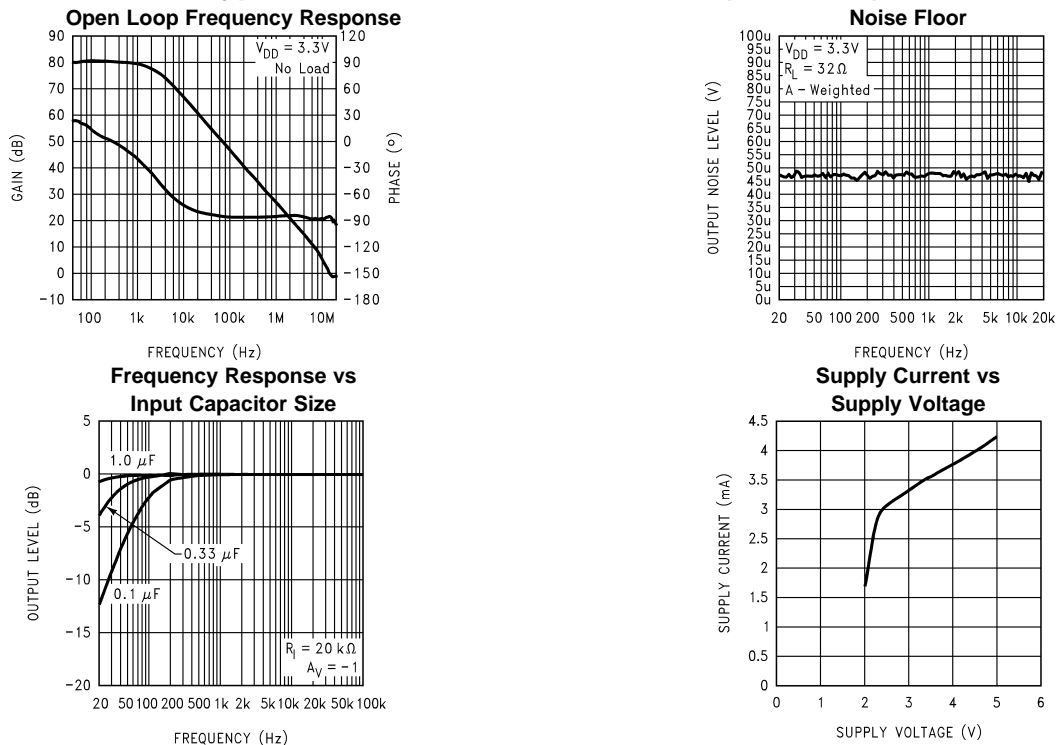 Open Loop Frequency Response
90
80
70
60
50
40
30
20
10
0
−10
GAIN (dB)
V_DD = 3.3V
No Load
120
90
60
30
0
−30
−60
−90
−120
−150
−180
PHASE (°)
100 1k 10k 100k 1M 10M
FREQUENCY (Hz)
Noise Floor
100u
95u
90u
85u
80u
75u
70u
65u
60u
55u
50u
45u
40u
35u
30u
25u
20u
15u
10u
5u
0u
OUTPUT NOISE LEVEL (V)
V_DD = 3.3V
R_L = 32Ω
A − Weighted
20 50 100 200 500 1k 2k 5k 10k 20k
FREQUENCY (Hz)
Frequency Response vs
Input Capacitor Size
5
0
−5
−10
−15
−20
OUTPUT LEVEL (dB)
1.0 μF
0.33 μF
0.1 μF
R_I = 20 kΩ
A_V = −1
20 50 100 200 500 1k 2k 5k 10k 20k 50k 100k
FREQUENCY (Hz)
Supply Current vs
Supply Voltage
4.5
4
3.5
3
2.5
2
1.5
1
0.5
0
SUPPLY CURRENT (mA)
0 1 2 3 4 5 6
SUPPLY VOLTAGE (V)